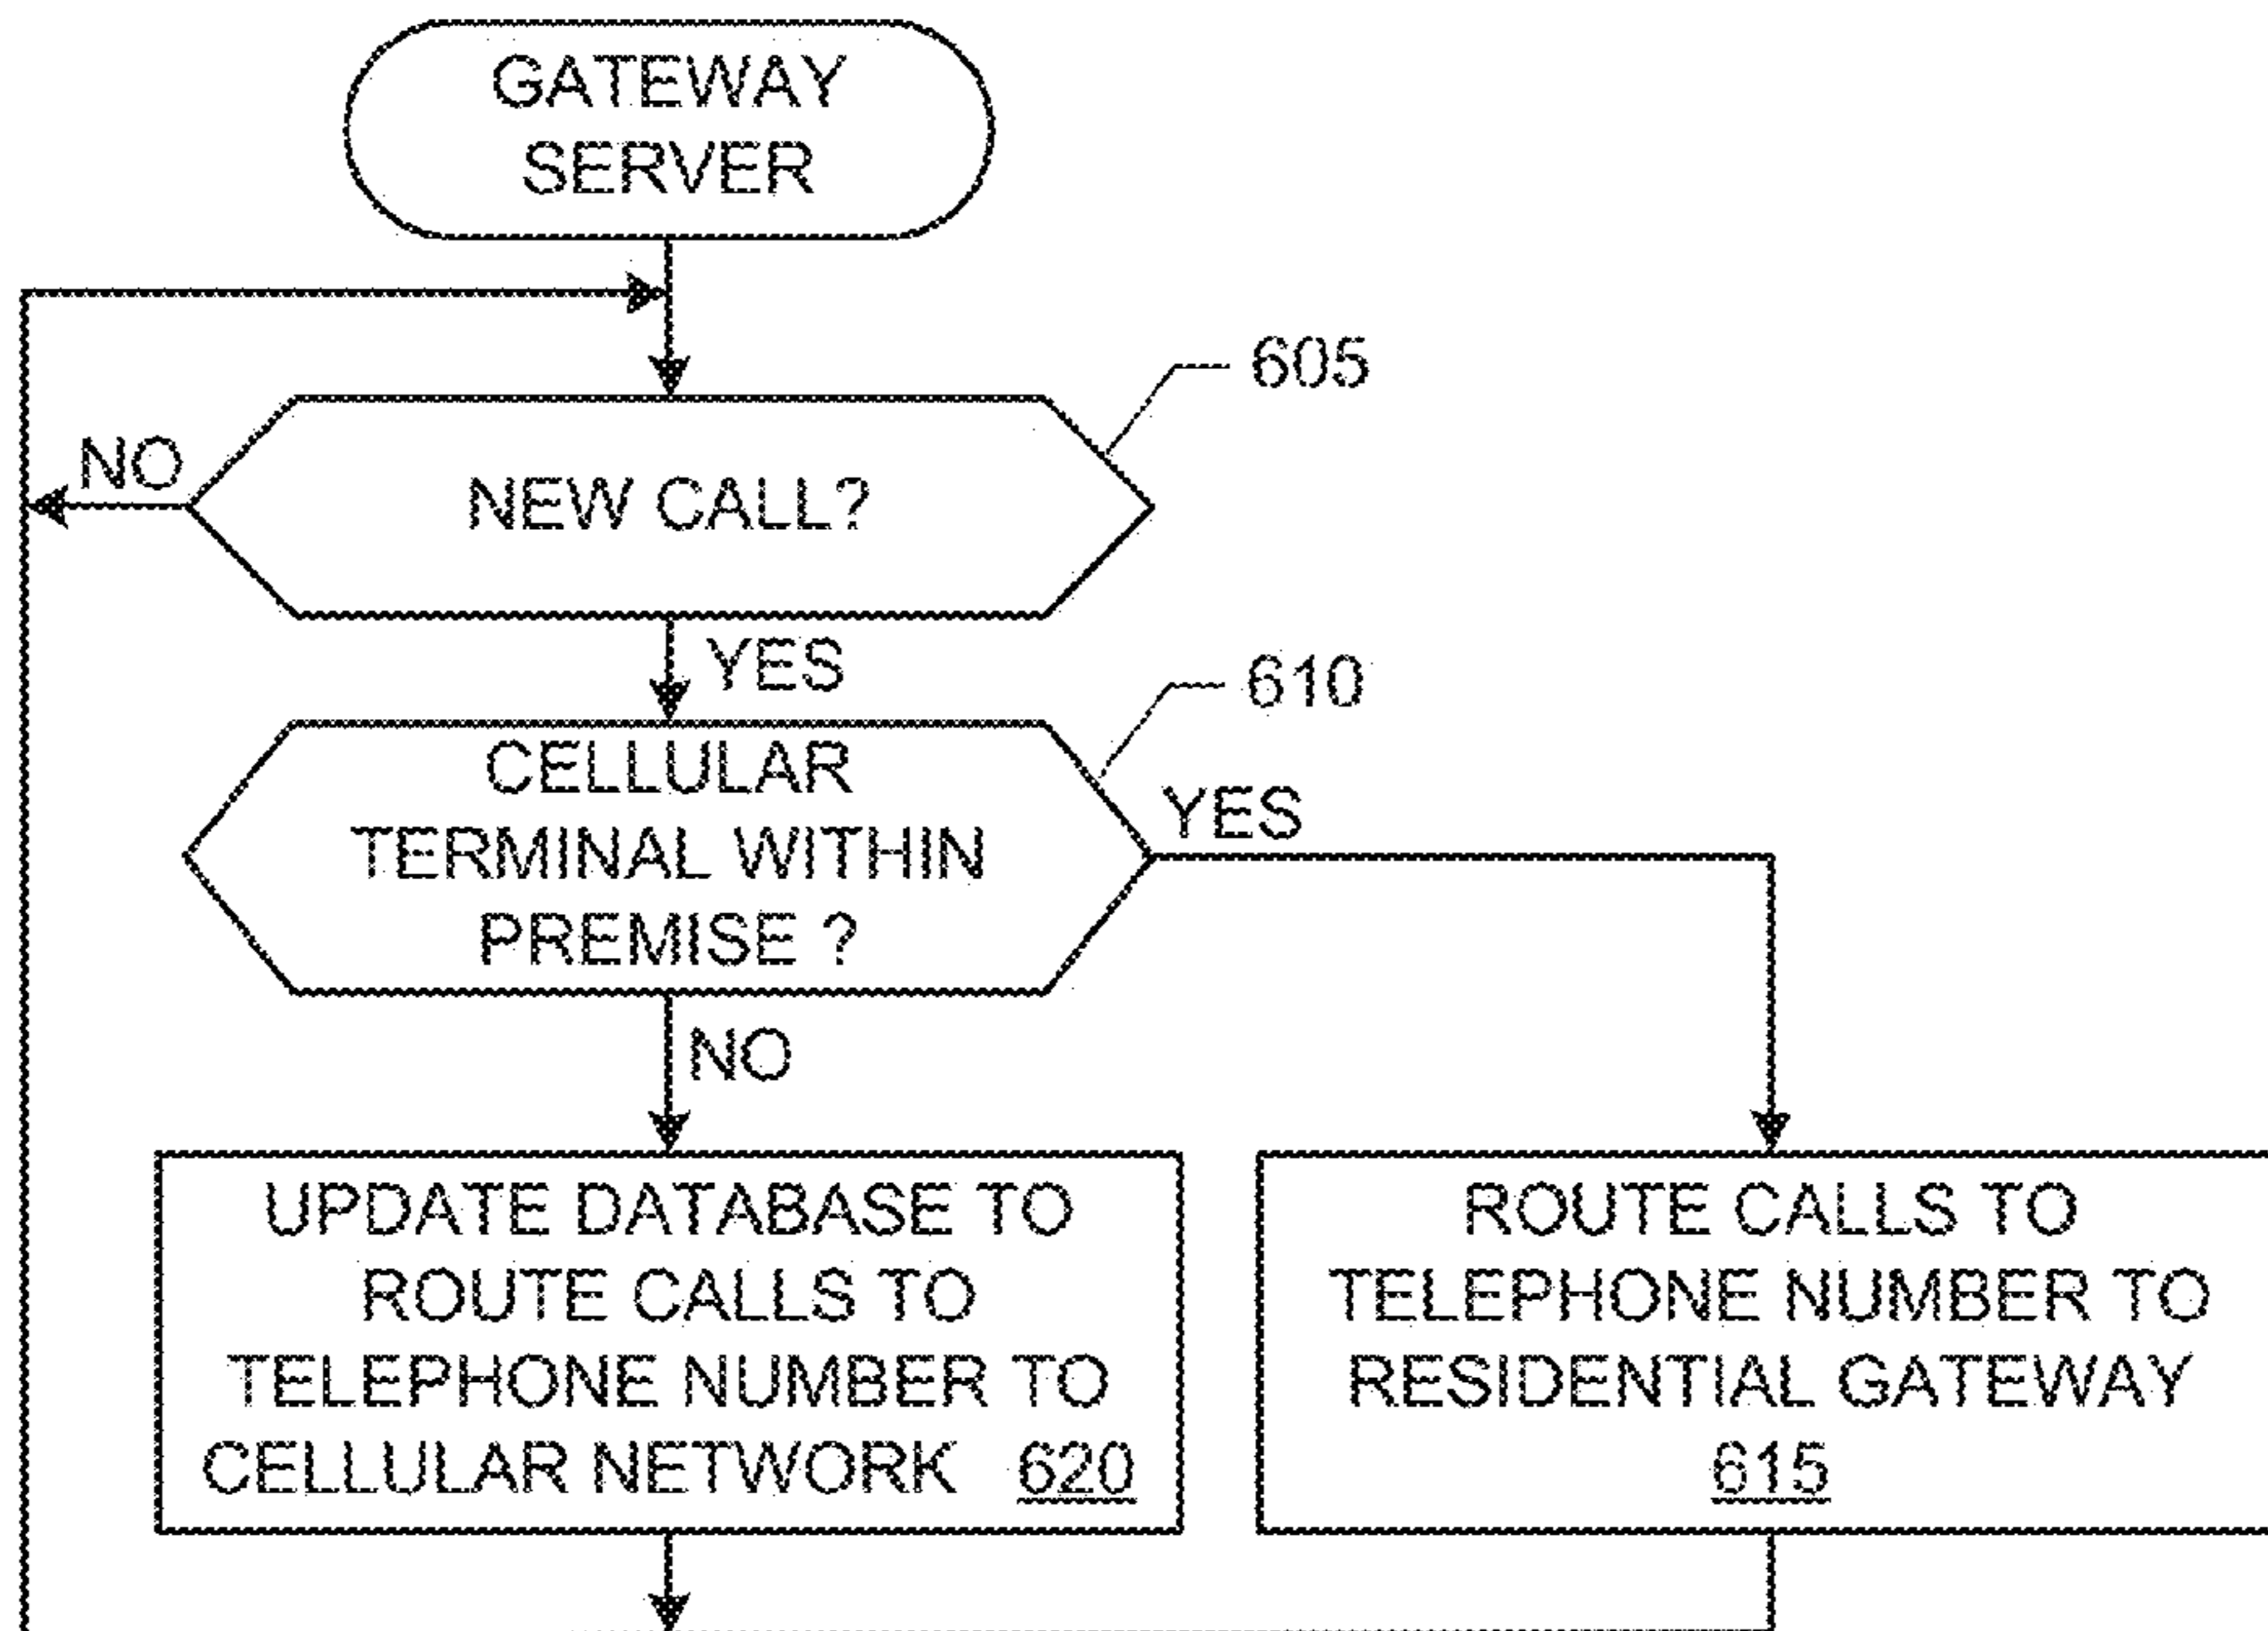 GATEWAY
SERVER
605
NO
NEW CALL?
YES
610
CELLULAR
TERMINAL WITHIN
PREMISE ?
YES
NO
UPDATE DATABASE TO
ROUTE CALLS TO
TELEPHONE NUMBER TO
CELLULAR NETWORK 620
ROUTE CALLS TO
TELEPHONE NUMBER TO
RESIDENTIAL GATEWAY
615